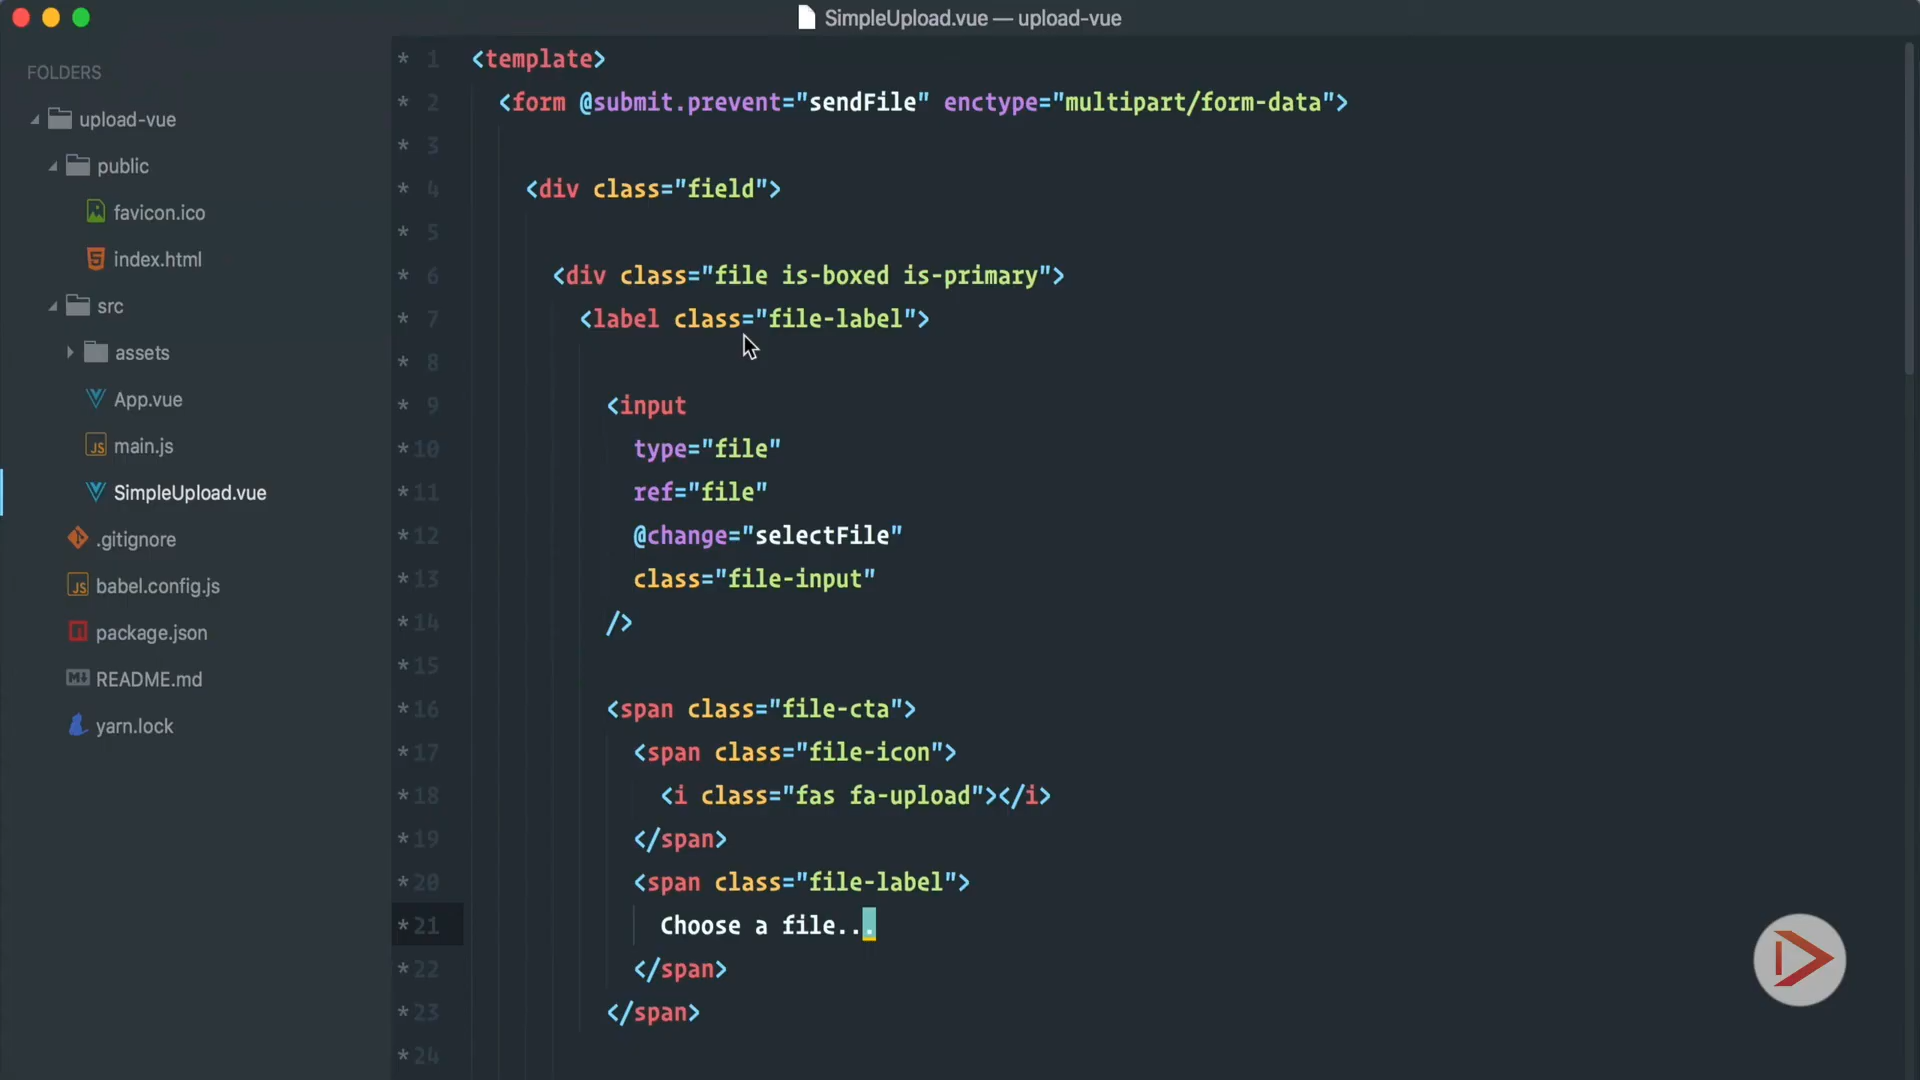 SimpleUpload.vue — upload-vue
FOLDERS
upload-vue
public
favicon.ico
index.html
src
assets
App.vue
main.js
SimpleUpload.vue
.gitignore
babel.config.js
package.json
README.md
yarn.lock
* 1 <template>
* 2 <form @submit.prevent="sendFile" enctype="multipart/form-data">
* 3
* 4 <div class="field">
* 5
* 6 <div class="file is-boxed is-primary">
* 7 <label class="file-label">
* 8
* 9 <input
*10 type="file"
*11 ref="file"
*12 @change="selectFile"
*13 class="file-input"
*14 />
*15
*16 <span class="file-cta">
*17 <span class="file-icon">
*18 <i class="fas fa-upload"></i>
*19 </span>
*20 <span class="file-label">
*21 Choose a file...
*22 </span>
*23 </span>
*24